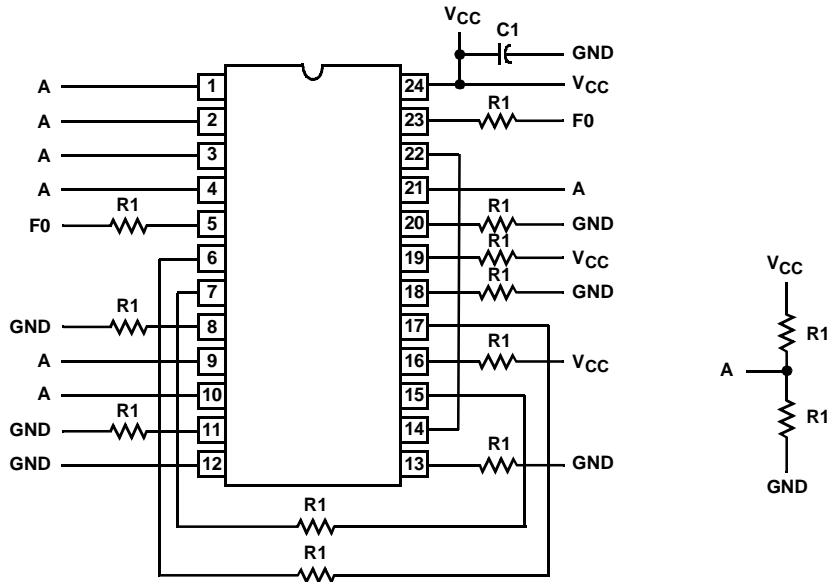 VCC
C1
GND
A 1 24 VCC
R1
A 2 23 F0
A 3 22
A 4 21 A
R1 R1
F0 5 20 GND
R1
6 19 VCC
R1
7 18 GND
R1
GND 8 17
R1
A 9 16 VCC
A 10 15
R1
GND 11 14
R1
GND 12 13 GND
R1
R1
VCC
R1
A
R1
GND